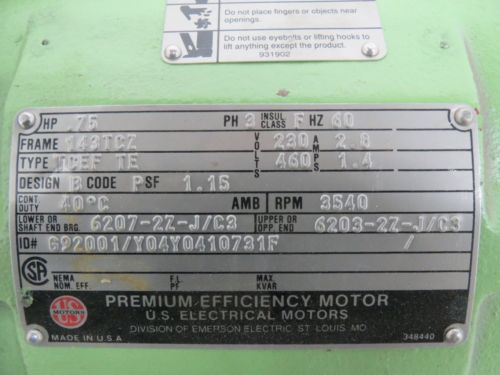 Do not place fingers or objects near
openings.
Do not use eyebolts or lifting hooks to
lift anything except the product.
931902
HP .75 PH 3 INSUL CLASS F HZ 60
FRAME 143TCZ VOLTS 230 AMPS 2.8
TYPE TCEF TE 460 1.4
DESIGN B CODE P SF 1.15
CONT. DUTY 40°C AMB RPM 3540
LOWER OR SHAFT END BRG. 6207-2Z-J/C3 UPPER OR OPP END 6203-2Z-J/C3
ID# G92001/Y04Y0410731F /
SA NEMA NOM. EFF. P.F. MAX. KVAR
US MOTORS PREMIUM EFFICIENCY MOTOR
U.S. ELECTRICAL MOTORS
DIVISION OF EMERSON ELECTRIC ST LOUIS MO
MADE IN U.S.A. 348440